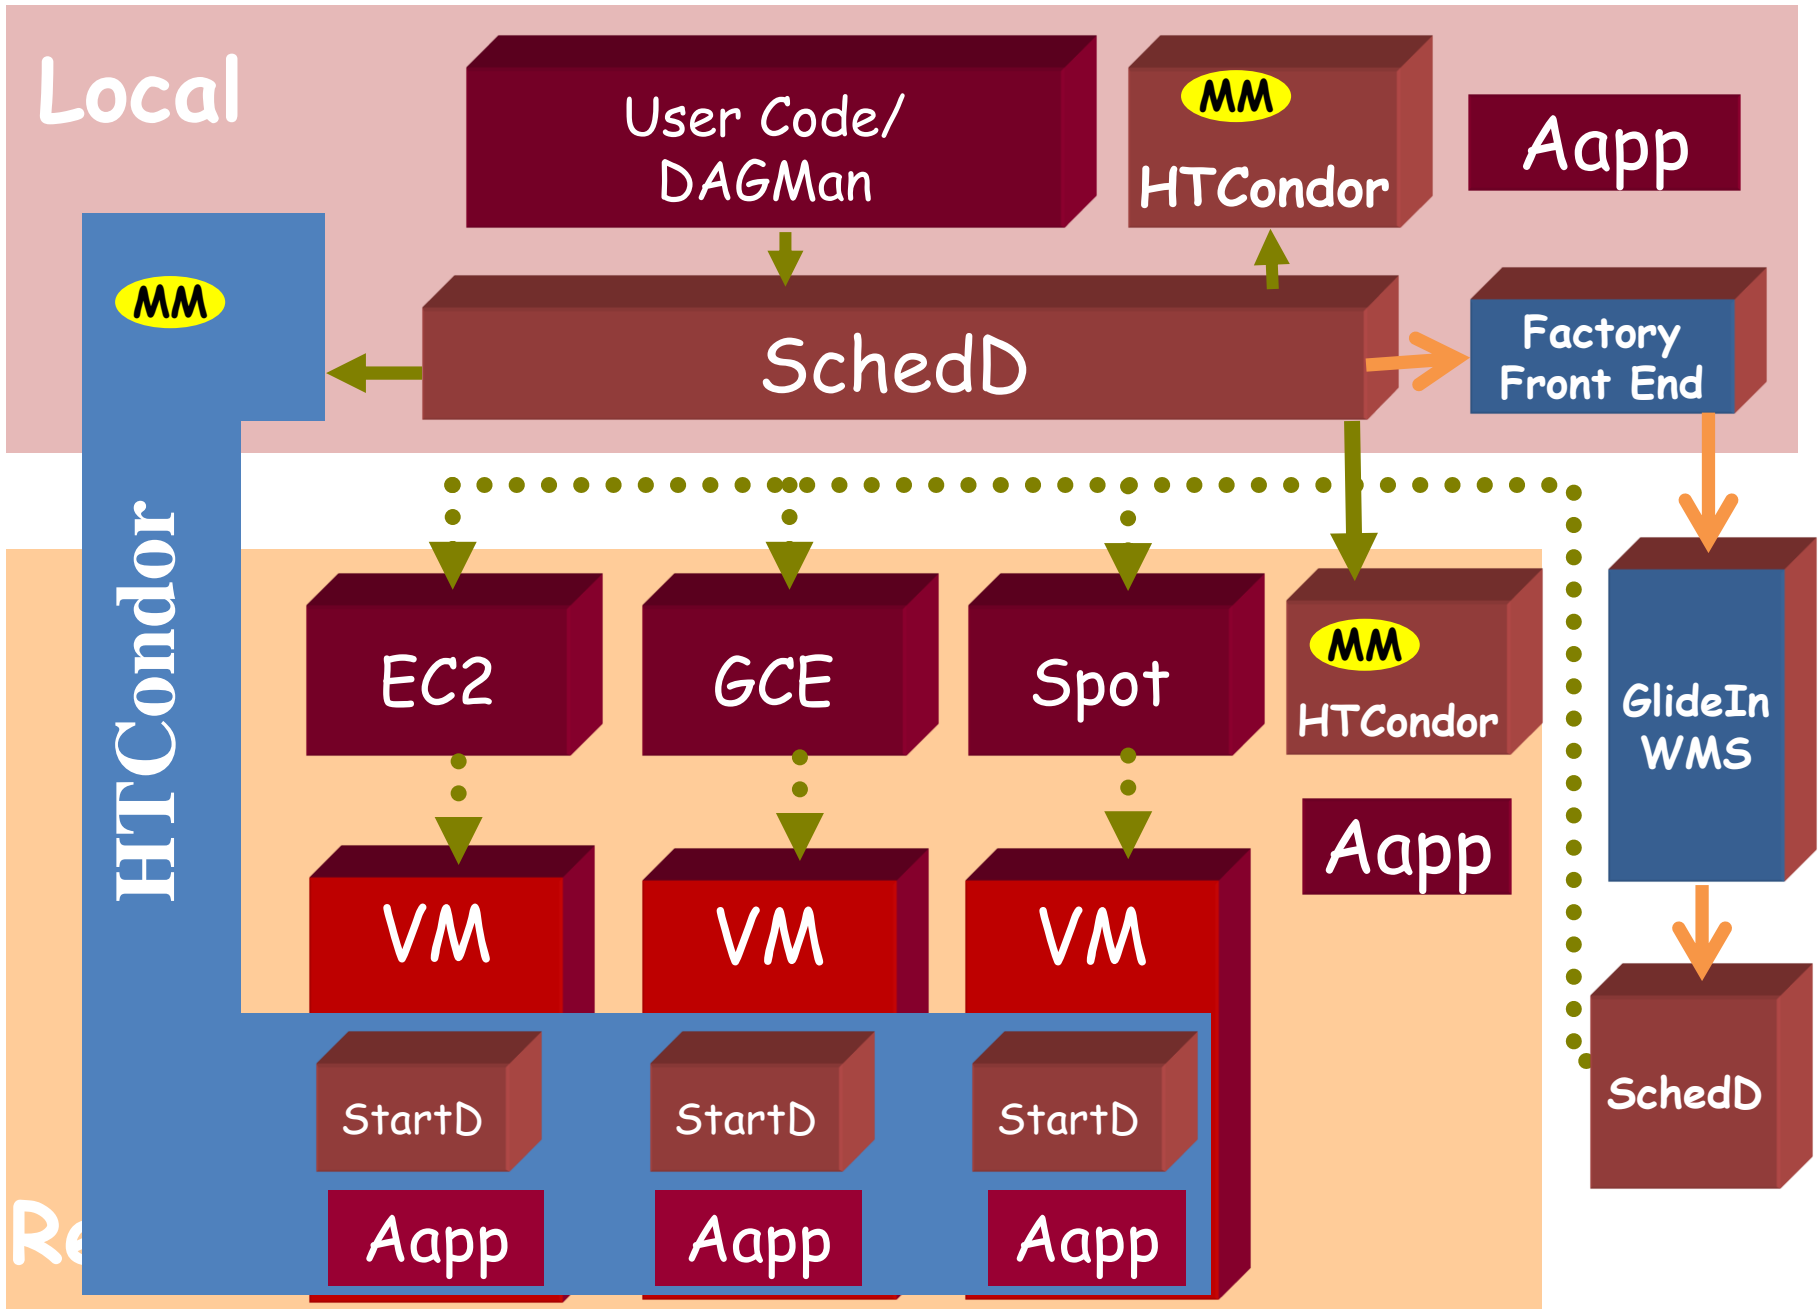 Local
User Code/
DAGMan
MM
HTCondor
Aapp
MM
SchedD
Factory
Front End
HTCondor
EC2
GCE
Spot
MM
HTCondor
GlideIn
WMS
Aapp
VM
VM
VM
StartD
StartD
StartD
SchedD
Aapp
Aapp
Aapp